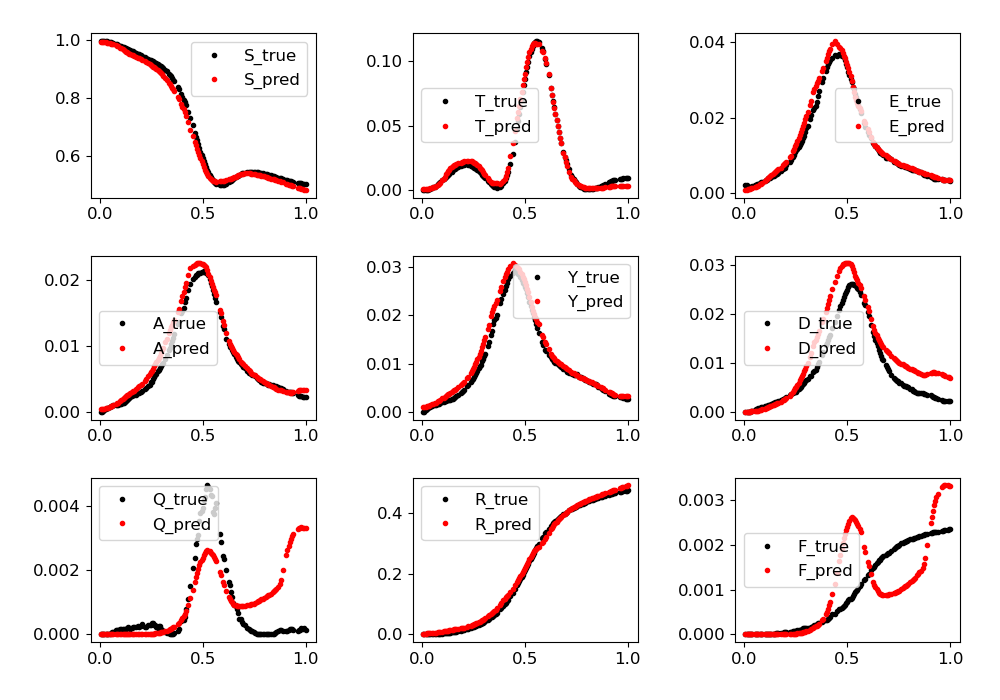 1.0
0.8
0.6
0.0 0.5 1.0
S_true
S_pred
0.10
0.05
0.00
0.0 0.5 1.0
T_true
T_pred
0.04
0.02
0.00
0.0 0.5 1.0
E_true
E_pred
0.02
0.01
0.00
0.0 0.5 1.0
A_true
A_pred
0.03
0.02
0.01
0.00
0.0 0.5 1.0
Y_true
Y_pred
0.03
0.02
0.01
0.00
0.0 0.5 1.0
D_true
D_pred
0.004
0.002
0.000
0.0 0.5 1.0
Q_true
Q_pred
0.4
0.2
0.0
0.0 0.5 1.0
R_true
R_pred
0.003
0.002
0.001
0.000
0.0 0.5 1.0
F_true
F_pred